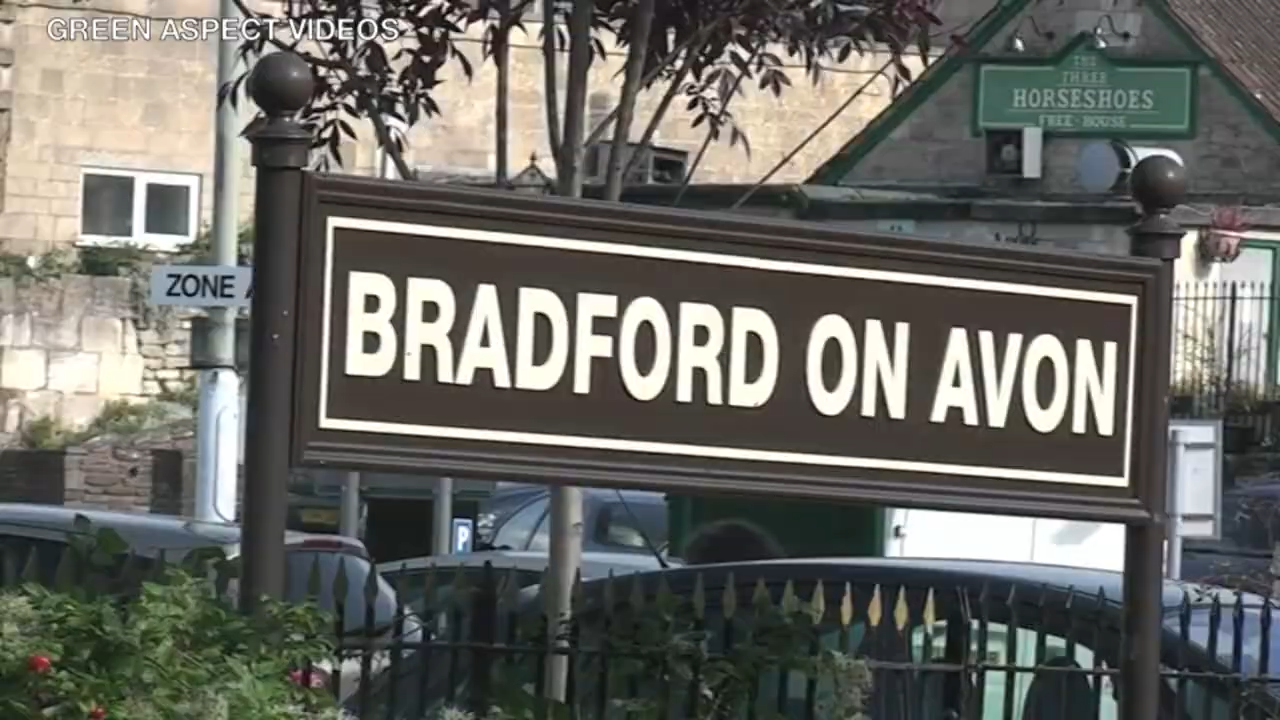 GREEN ASPECT VIDEOS
THE
THREE
HORSESHOES
FREE · HOUSE
ZONE
BRADFORD ON AVON
P